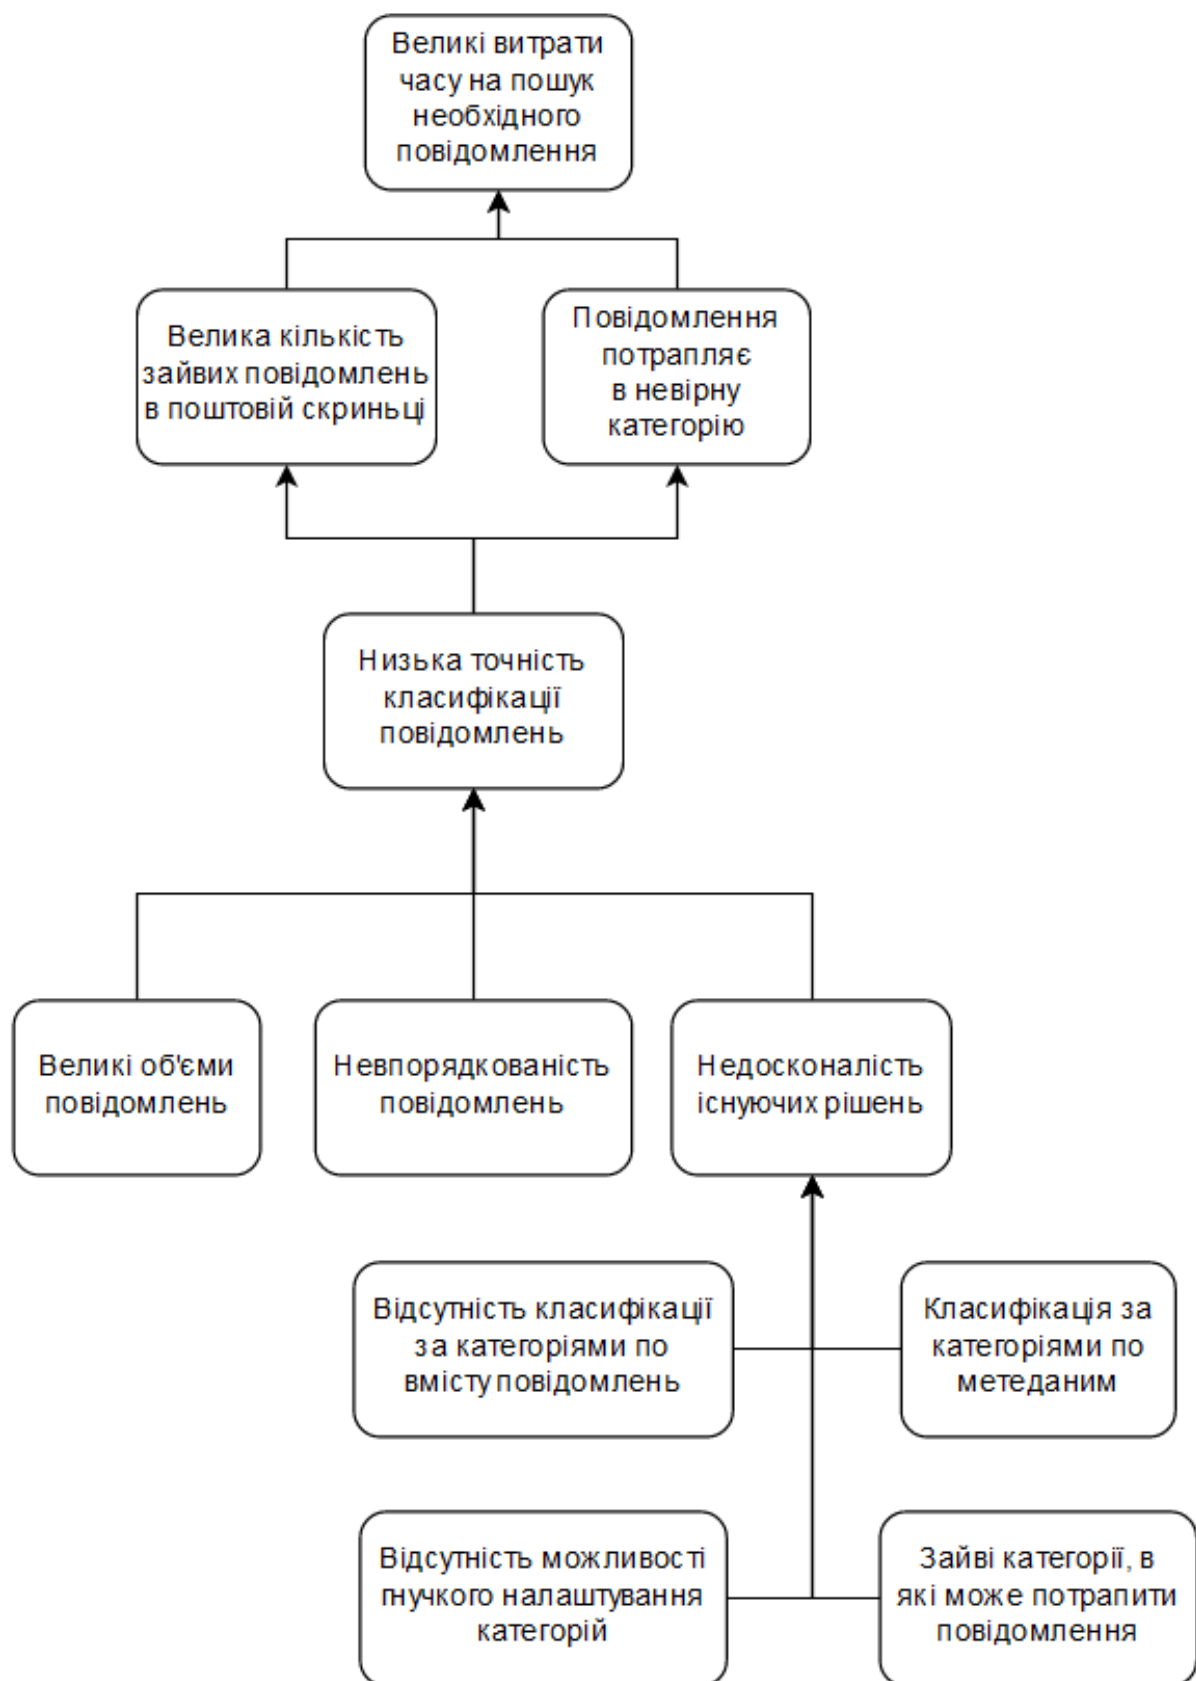 Великі витрати
часу на пошук
необхідного
повідомлення
Велика кількість
зайвих повідомлень
в поштовій скриньці
Повідомлення
потрапляє
в невірну
категорію
Низька точність
класифікації
повідомлень
Великі об'єми
повідомлень
Невпорядкованість
повідомлень
Недосконалість
існуючих рішень
Відсутність класифікації
за категоріями по
вмісту повідомлень
Класифікація за
категоріями по
метеданим
Відсутність можливості
гнучкого налаштування
категорій
Зайві категорії, в
які може потрапити
повідомлення